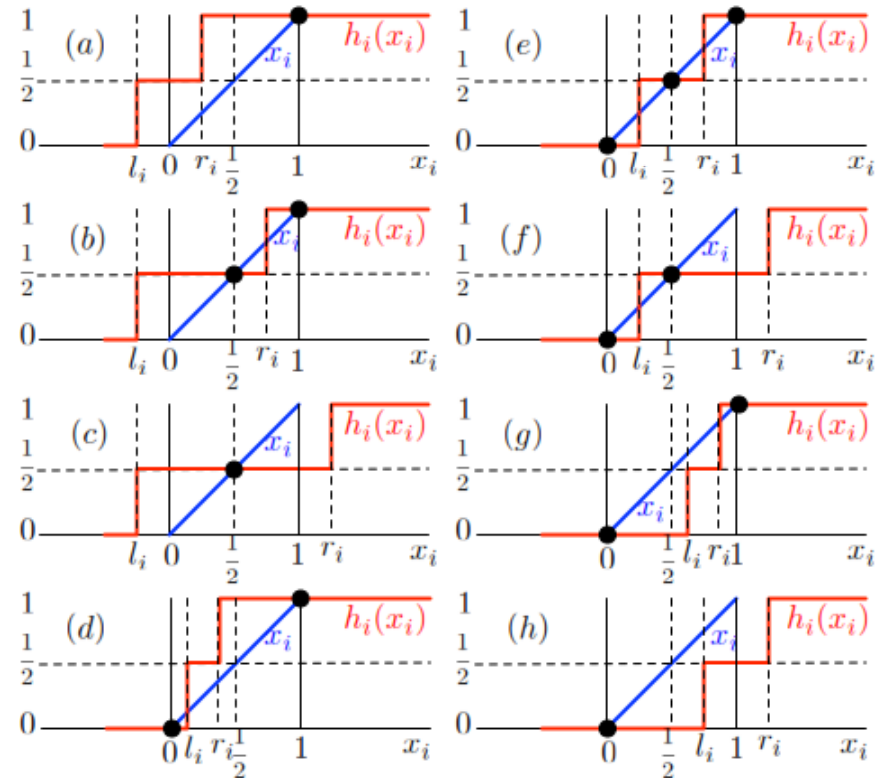 1 (a) x_i h_i(x_i)
1/2
0
l_i 0 r_i 1/2 1 x_i
1 (b) x_i h_i(x_i)
1/2
0
l_i 0 1/2 r_i 1 x_i
1 (c) x_i h_i(x_i)
1/2
0
l_i 0 1/2 1 r_i x_i
1 (d) x_i h_i(x_i)
1/2
0
0 l_i r_i 1/2 1 x_i
1 (e) x_i h_i(x_i)
1/2
0
0 l_i 1/2 r_i 1 x_i
1 (f) x_i h_i(x_i)
1/2
0
0 l_i 1/2 1 r_i x_i
1 (g) h_i(x_i)
1/2
x_i
0
0 1/2 l_i r_i 1 x_i
1 (h) x_i h_i(x_i)
1/2
0
0 1/2 l_i 1 r_i x_i